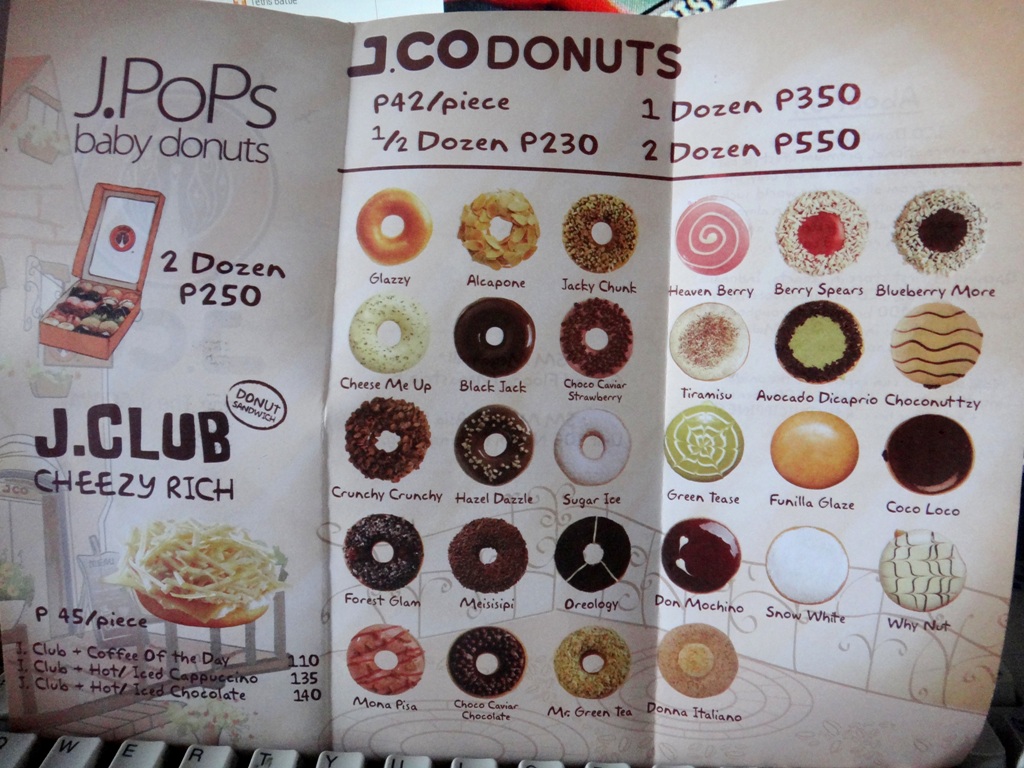 J.PoPs
baby donuts
2 Dozen
P250
DONUT
SANDWICH
J.CLUB
CHEEZY RICH
P 45/piece
J. Club + Coffee Of the Day 110
J. Club + Hot/ Iced Cappuccino 135
J. Club + Hot/ Iced Chocolate 140
J.CO DONUTS
P42/piece
1 Dozen P350
1/2 Dozen P230
2 Dozen P550
Glazzy
Alcapone
Jacky Chunk
Heaven Berry
Berry Spears
Blueberry More
Cheese Me Up
Black Jack
Choco Caviar
Strawberry
Tiramisu
Avocado Dicaprio
Choconuttzy
Crunchy Crunchy
Hazel Dazzle
Sugar Ice
Green Tease
Funilla Glaze
Coco Loco
Forest Glam
Meisisipi
Oreology
Don Mochino
Snow White
Why Nut
Mona Pisa
Choco Caviar
Chocolate
Mr. Green Tea
Donna Italiano
W E R T Y U